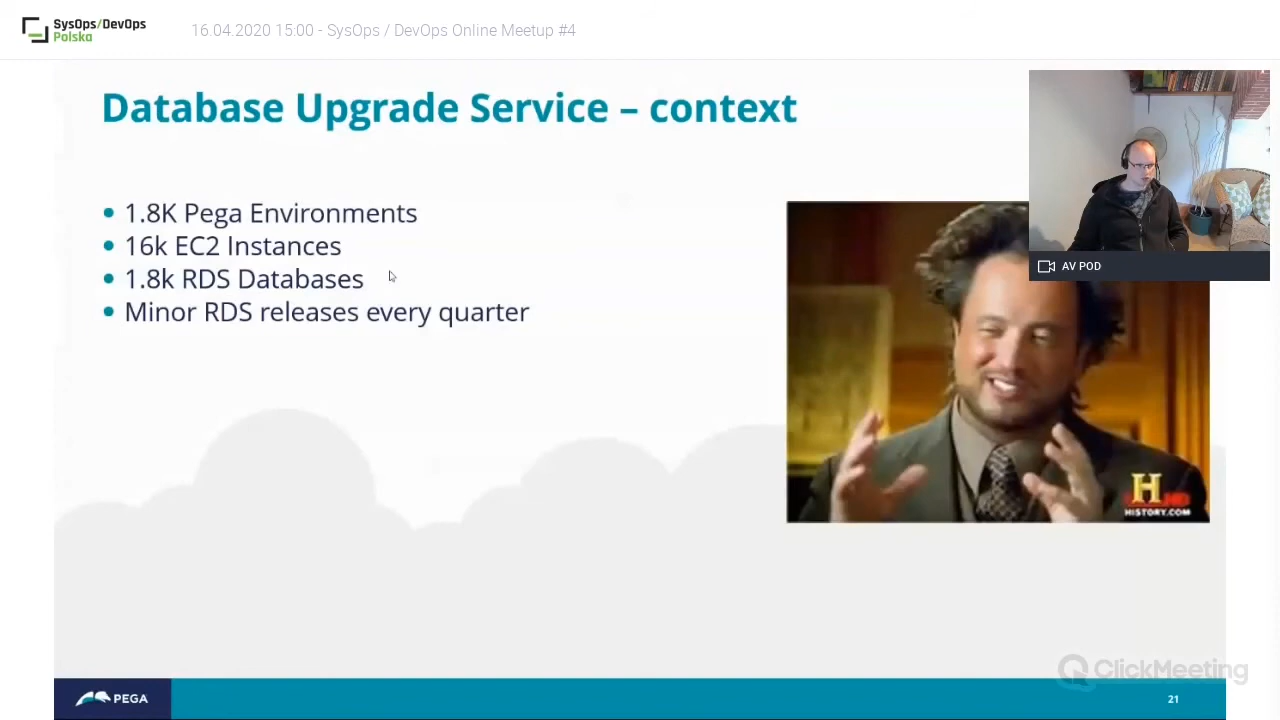 SysOps/DevOps
Polska
16.04.2020 15:00 - SysOps / DevOps Online Meetup #4
Database Upgrade Service – context
1.8K Pega Environments
16k EC2 Instances
1.8k RDS Databases
Minor RDS releases every quarter
AV POD
H
HISTORY.COM
ClickMeeting
PEGA
21